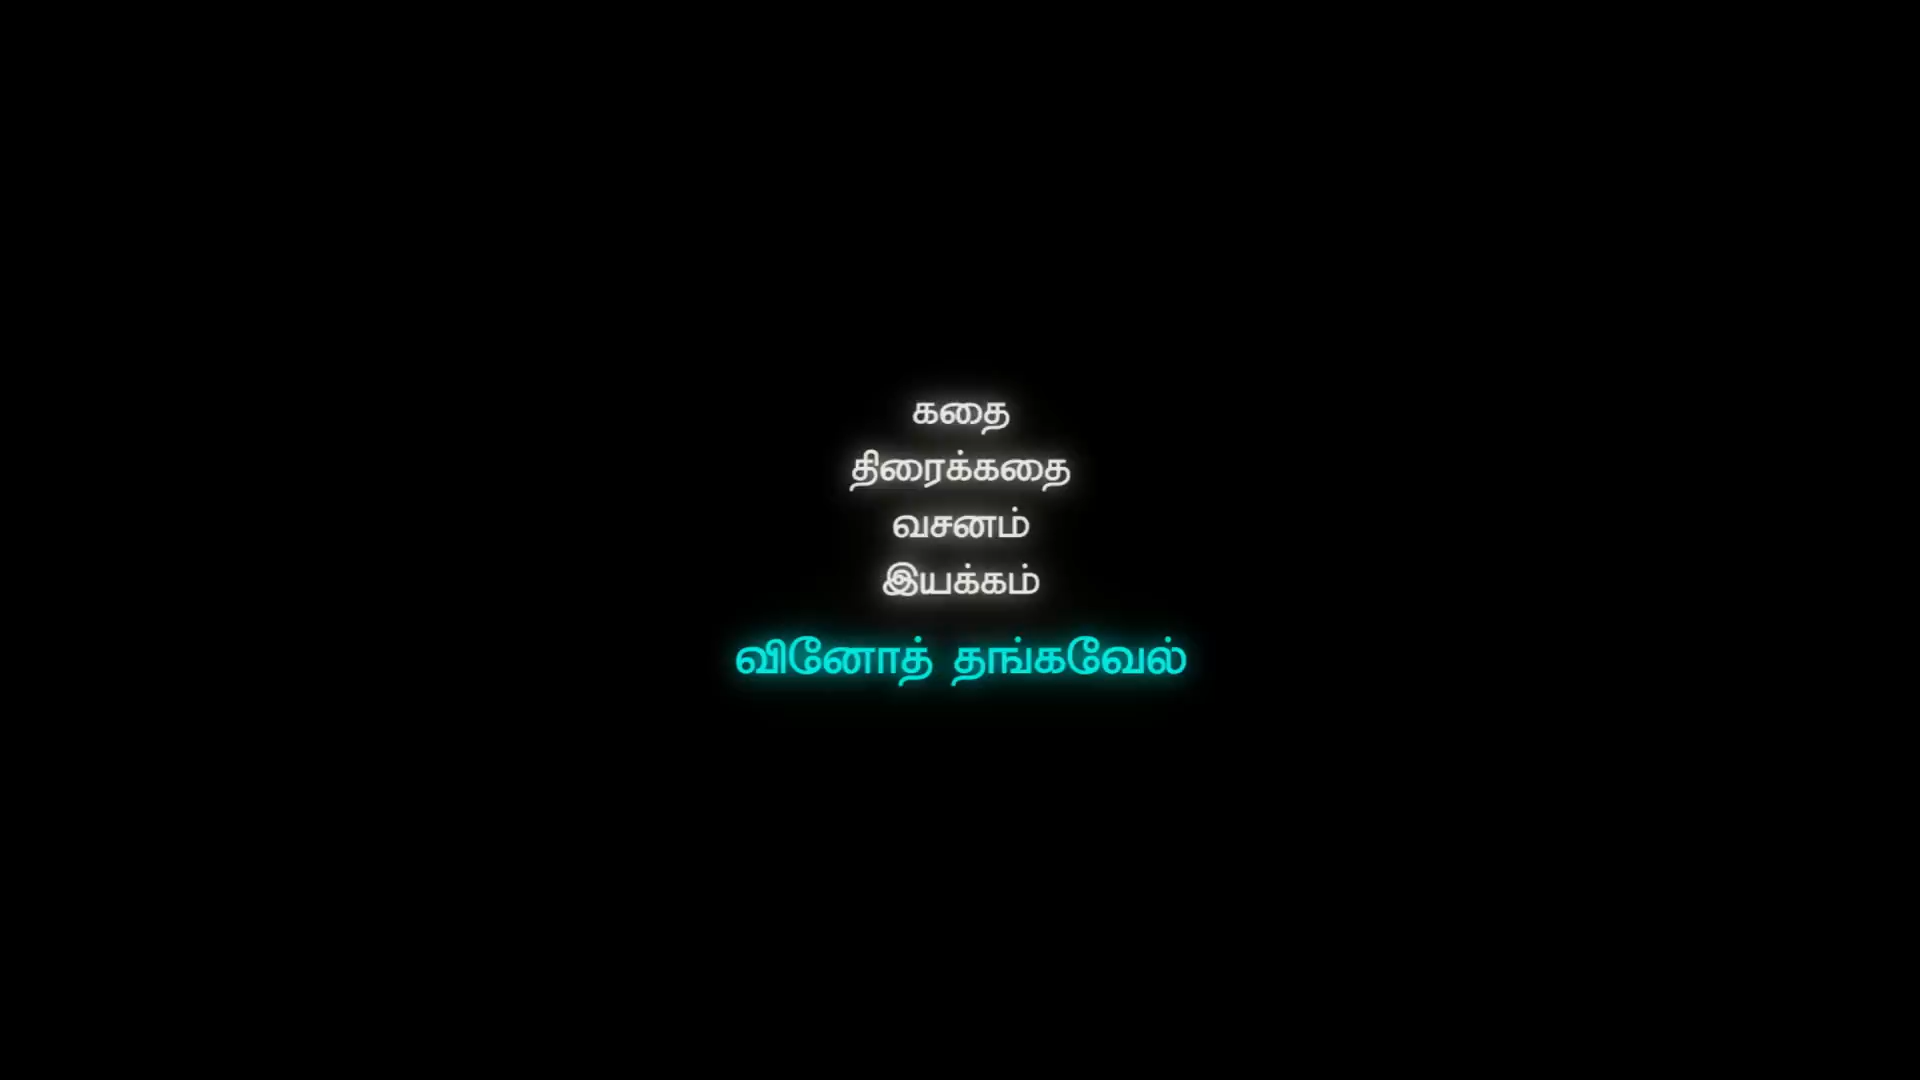 கதை
திரைக்கதை
வசனம்
இயக்கம்
வினோத் தங்கவேல்